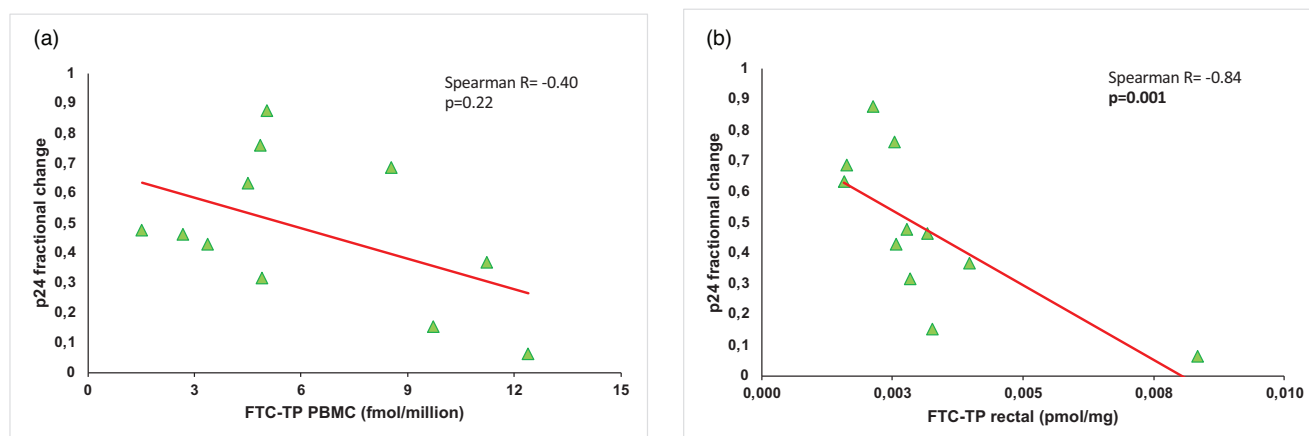 (a)
Spearman R= -0.40
p=0.22
p24 fractional change
1
0,9
0,8
0,7
0,6
0,5
0,4
0,3
0,2
0,1
0
0 3 6 9 12 15
FTC-TP PBMC (fmol/million)
(b)
Spearman R= -0.84
p=0.001
p24 fractionnal change
1
0,9
0,8
0,7
0,6
0,5
0,4
0,3
0,2
0,1
0
0,000 0,003 0,005 0,008 0,010
FTC-TP rectal (pmol/mg)